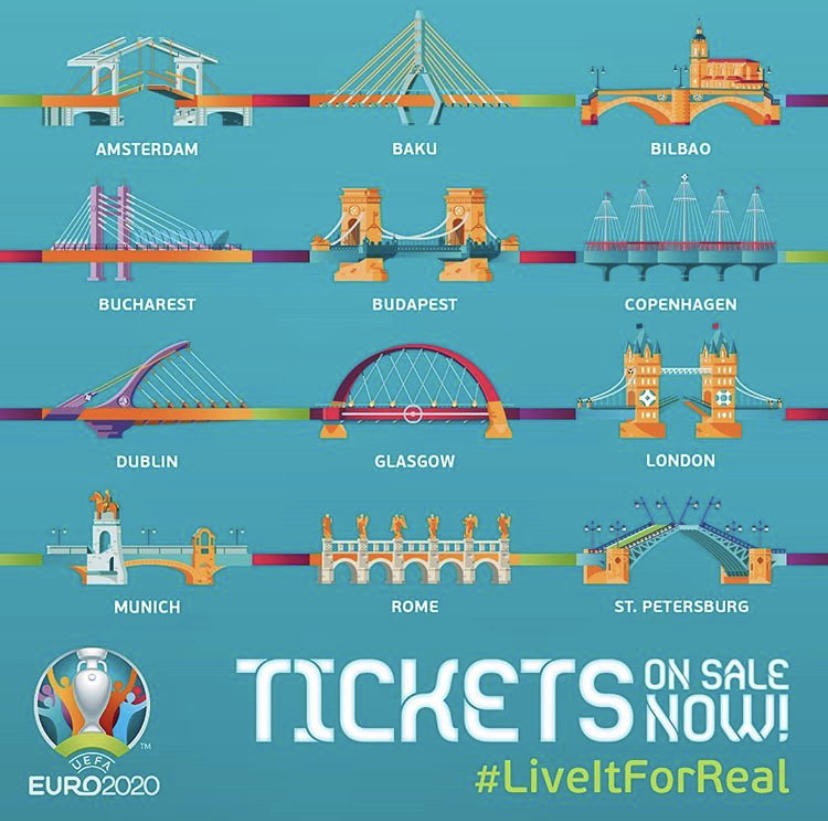 AMSTERDAM
BAKU
BILBAO
BUCHAREST
BUDAPEST
COPENHAGEN
DUBLIN
GLASGOW
LONDON
MUNICH
ROME
ST. PETERSBURG
TICKETS ON SALE NOW!
#LiveItForReal
TM
UEFA
EURO2020